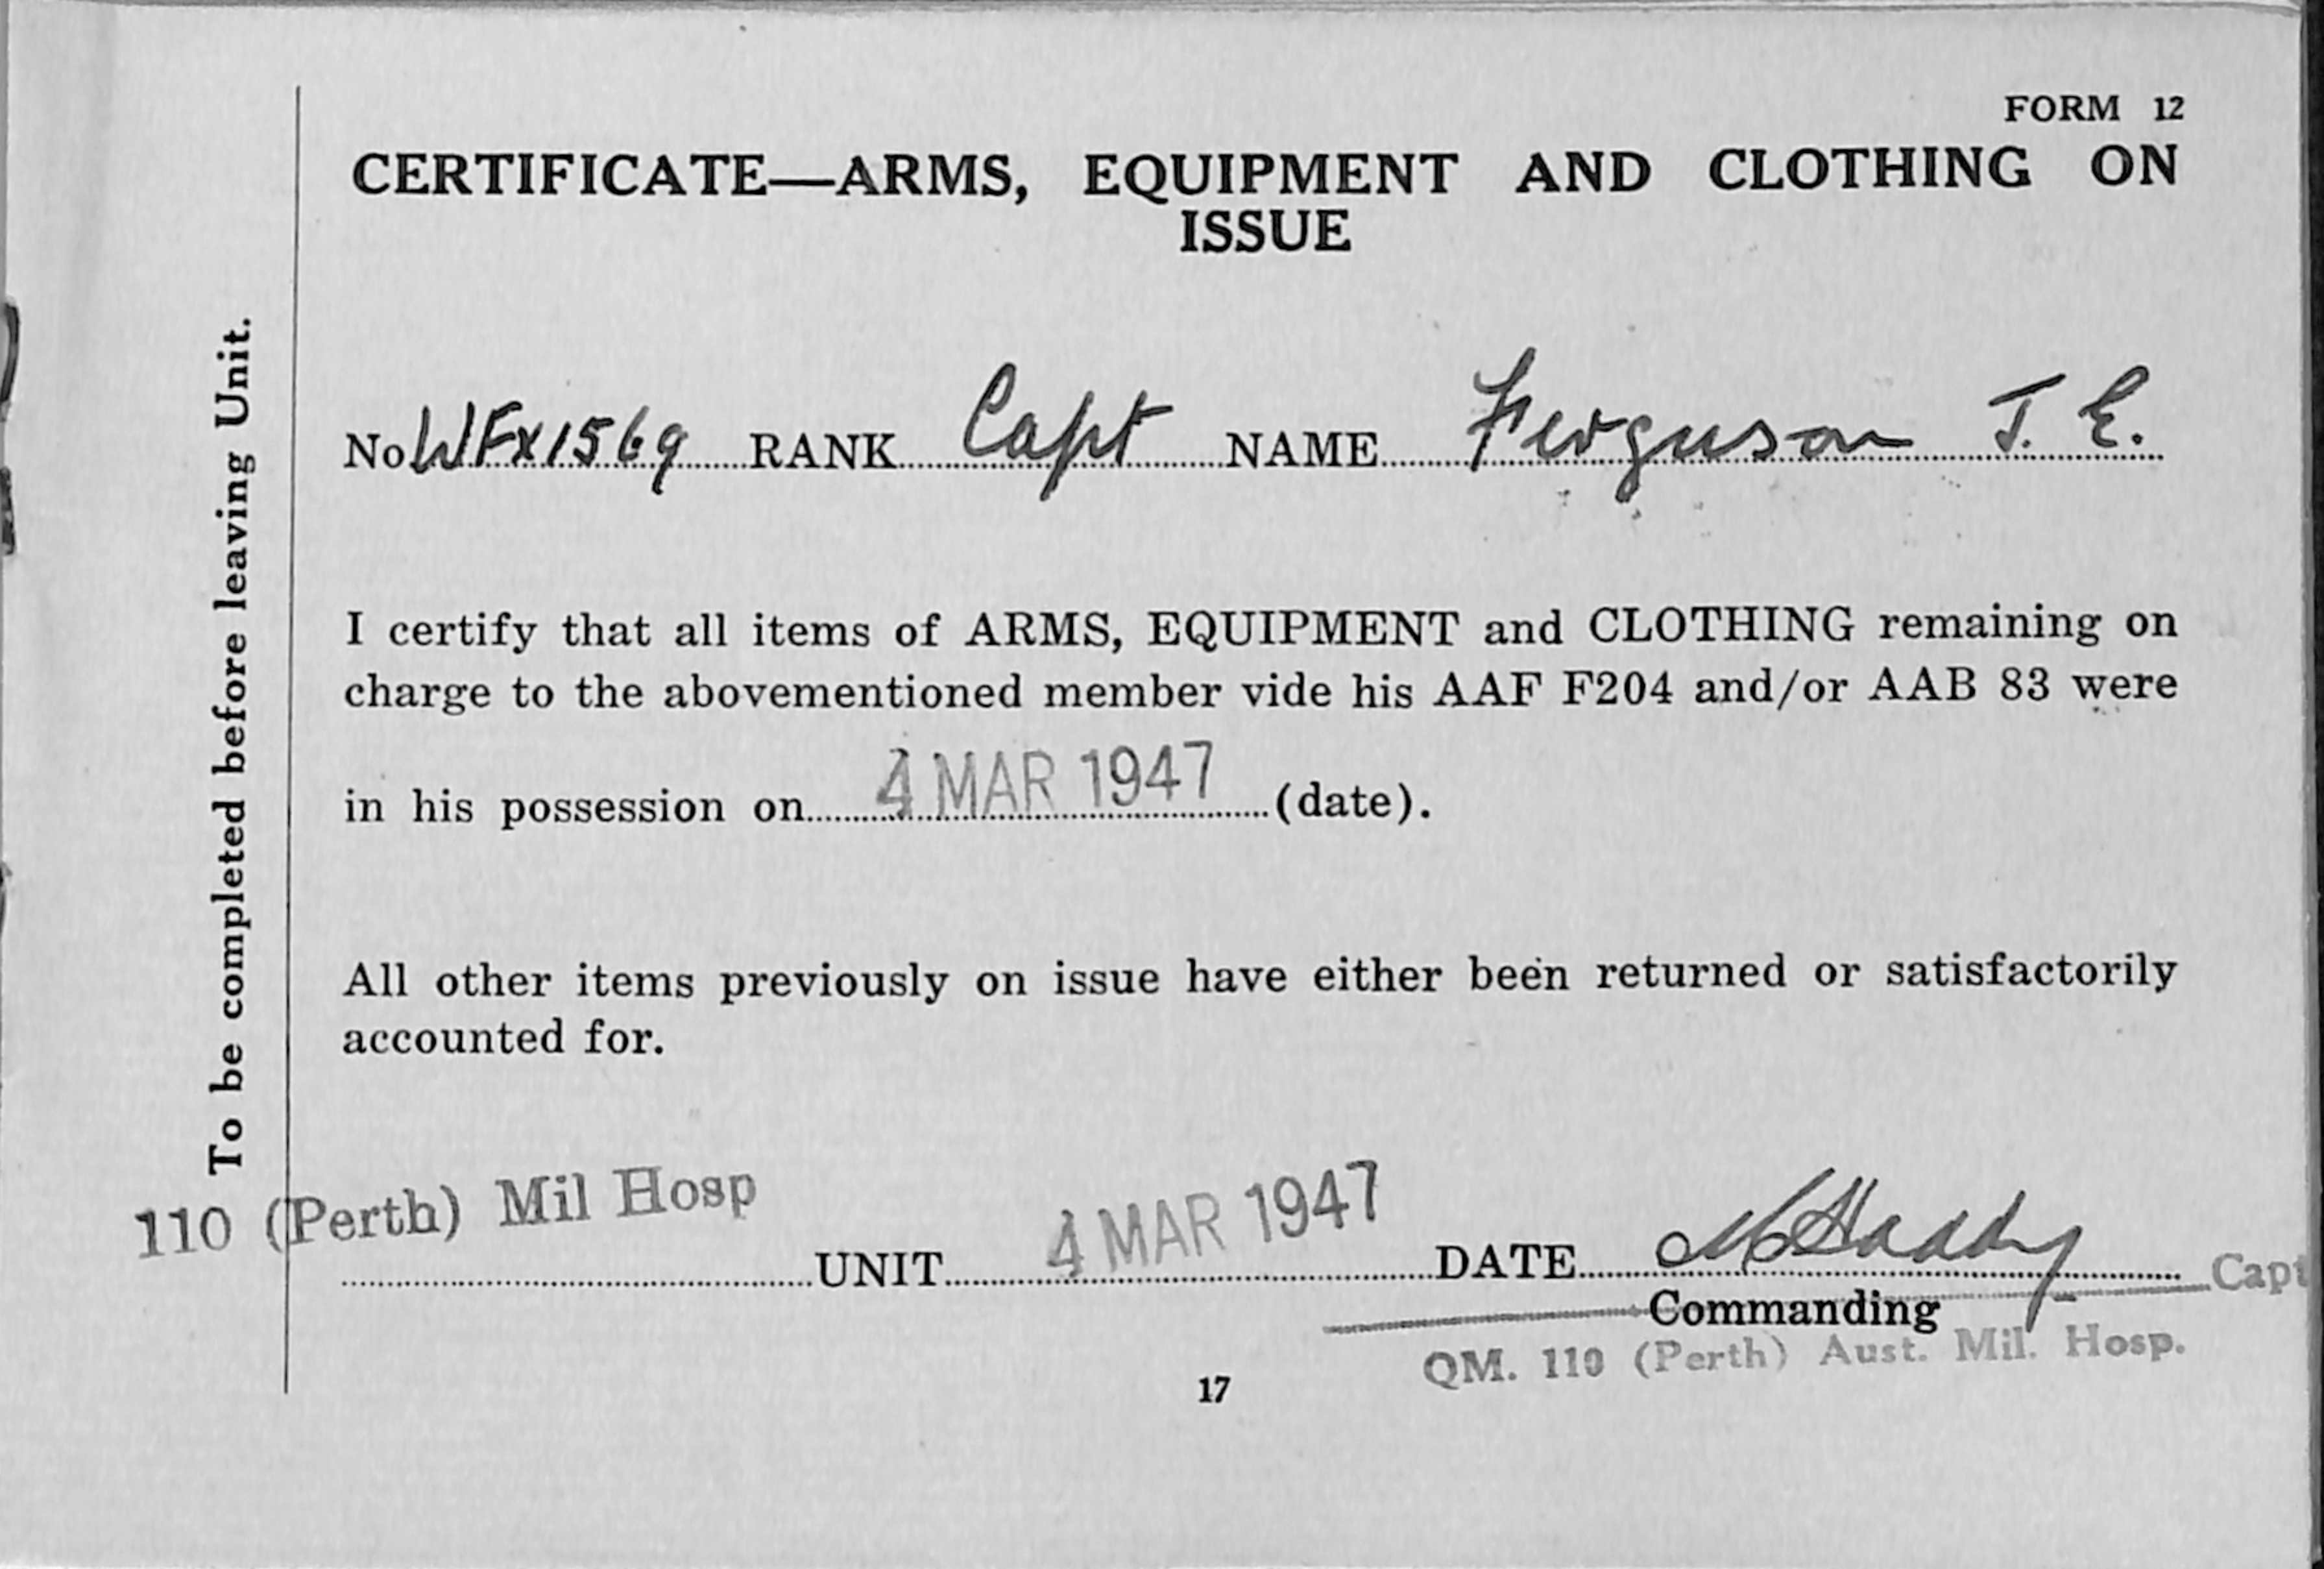 FORM 12
CERTIFICATE—ARMS, EQUIPMENT AND CLOTHING ON
ISSUE
To be completed before leaving Unit.
No WFX1569 RANK Capt NAME Ferguson J. E.
I certify that all items of ARMS, EQUIPMENT and CLOTHING remaining on
charge to the abovementioned member vide his AAF F204 and/or AAB 83 were
in his possession on 4 MAR 1947 (date).
All other items previously on issue have either been returned or satisfactorily
accounted for.
110 (Perth) Mil Hosp UNIT 4 MAR 1947 DATE Capt
Commanding
QM. 110 (Perth) Aust. Mil. Hosp.
17